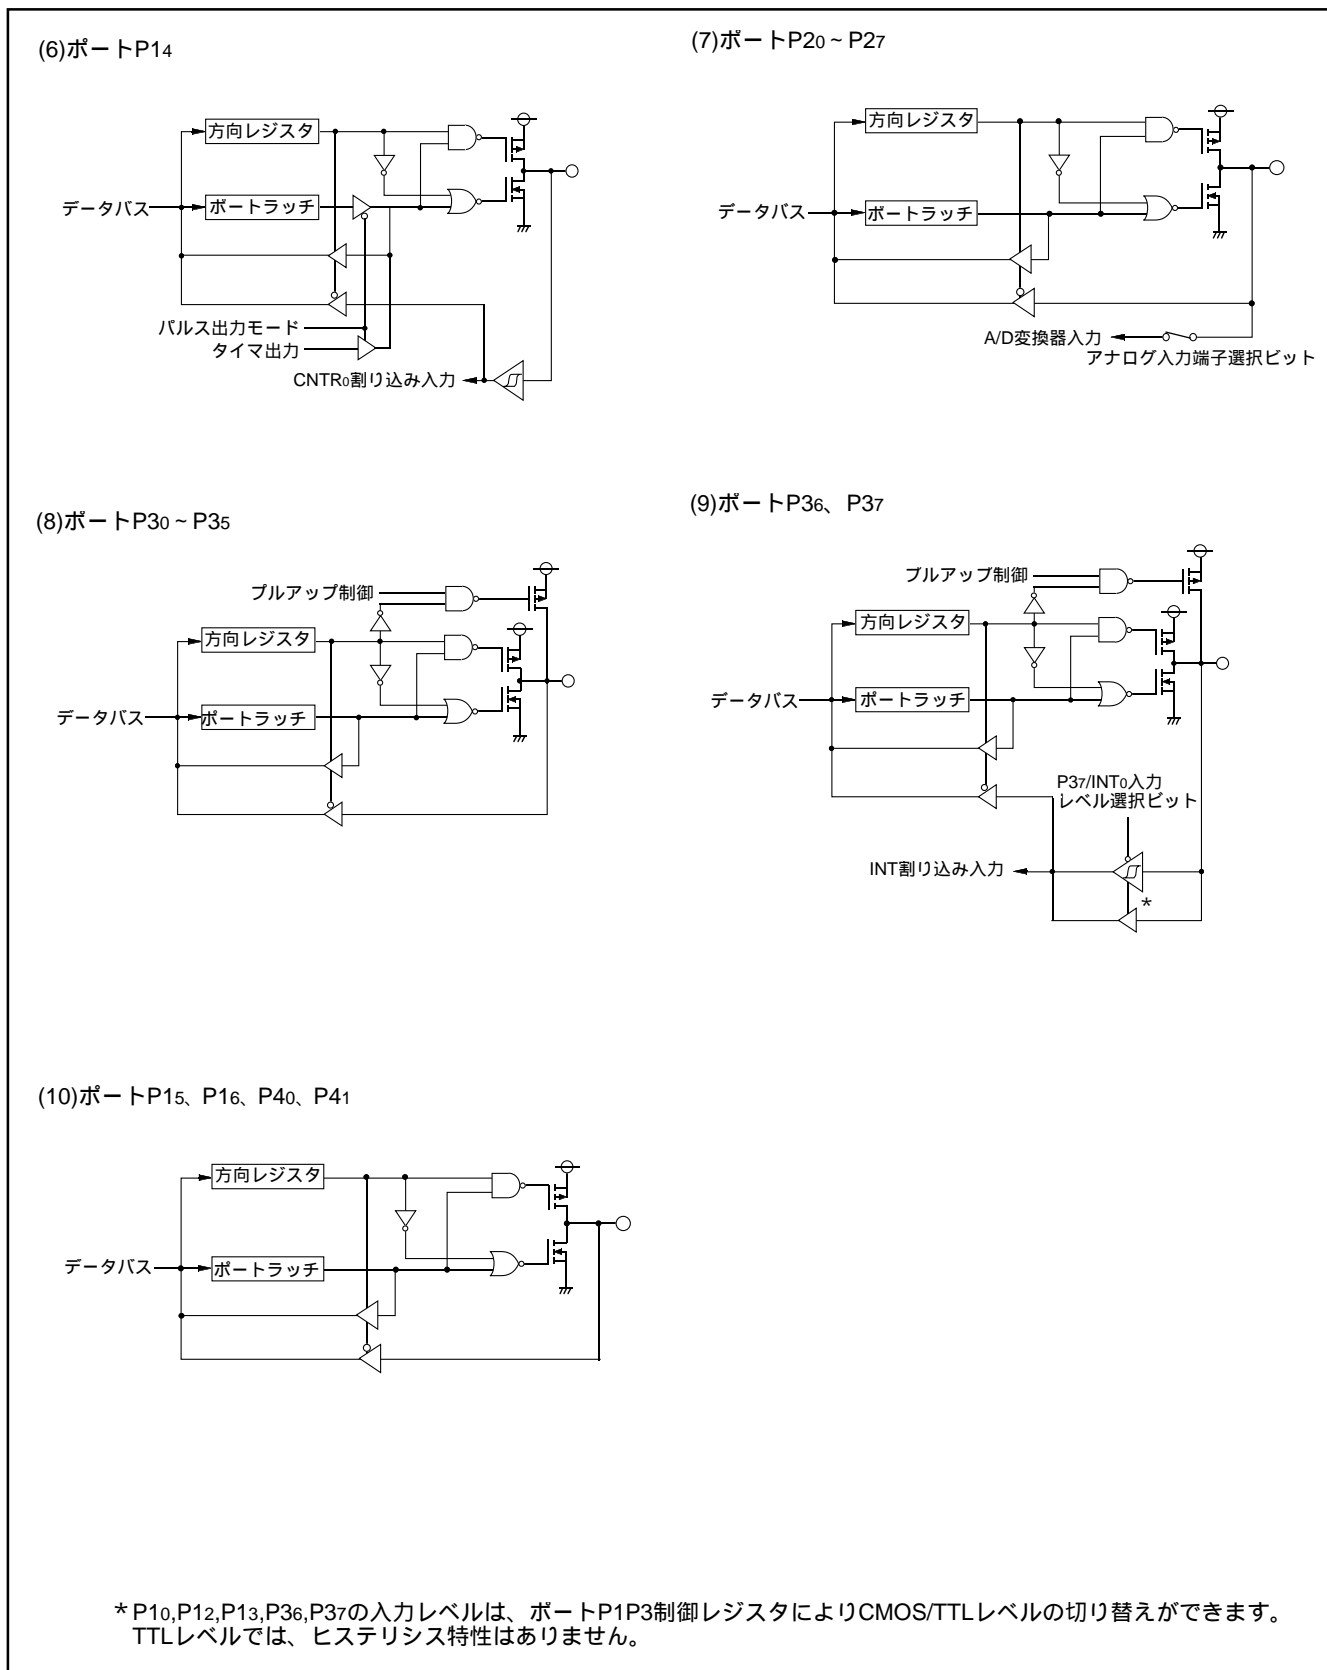 (6)ポートP14
方向レジスタ
データバス
ポートラッチ
パルス出力モード
タイマ出力
CNTR0割り込み入力
(7)ポートP20 ~ P27
方向レジスタ
データバス
ポートラッチ
A/D変換器入力
アナログ入力端子選択ビット
(8)ポートP30 ~ P35
プルアップ制御
方向レジスタ
データバス
ポートラッチ
(9)ポートP36、P37
プルアップ制御
方向レジスタ
データバス
ポートラッチ
P37/INT0入力
レベル選択ビット
INT割り込み入力
*
(10)ポートP15、P16、P40、P41
方向レジスタ
データバス
ポートラッチ
* P10,P12,P13,P36,P37の入力レベルは、ポートP1P3制御レジスタによりCMOS/TTLレベルの切り替えができます。
TTLレベルでは、ヒステリシス特性はありません。